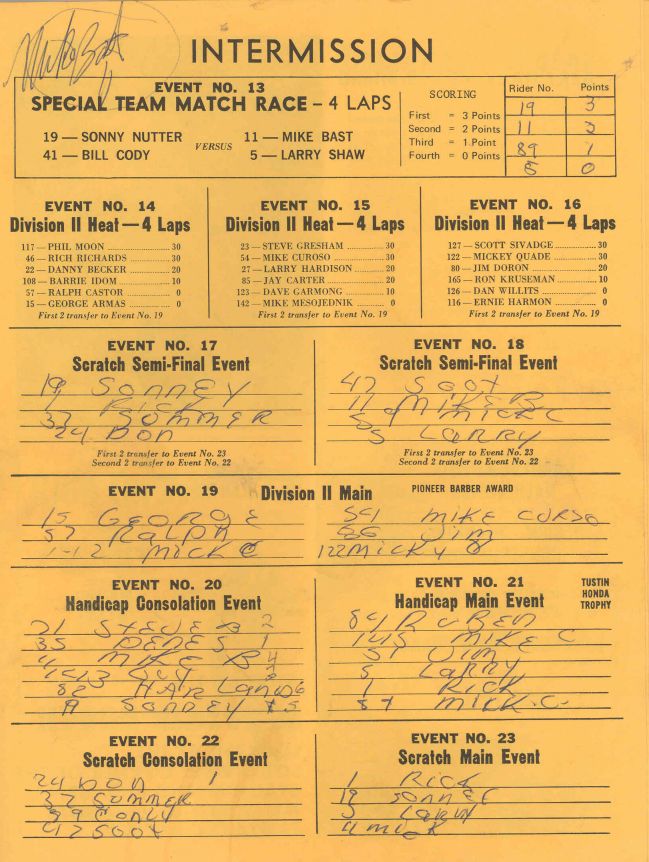 INTERMISSION
EVENT NO. 13
SPECIAL TEAM MATCH RACE – 4 LAPS
19 — SONNY NUTTER
41 — BILL CODY
VERSUS
11 — MIKE BAST
5 — LARRY SHAW
SCORING
First = 3 Points
Second = 2 Points
Third = 1 Point
Fourth = 0 Points
Rider No. Points
19 3
11
89 1
0
EVENT NO. 14
Division II Heat — 4 Laps
117 — PHIL MOON 30
46 — RICH RICHARDS 30
22 — DANNY BECKER 20
108 — BARRIE IDOM 10
57 — RALPH CASTOR 0
15 — GEORGE ARMAS 0
First 2 transfer to Event No. 19
EVENT NO. 15
Division II Heat — 4 Laps
23 — STEVE GRESHAM 30
54 — MIKE CUROSO 30
27 — LARRY HARDISON 20
85 — JAY CARTER 20
123 — DAVE GARMONG 10
142 — MIKE MESOJEDNIK 0
First 2 transfer to Event No. 19
EVENT NO. 16
Division II Heat — 4 Laps
127 — SCOTT SIVADGE 30
122 — MICKEY QUADE 30
80 — JIM DORON 20
165 — RON KRUSEMAN 10
126 — DAN WILLITS 0
116 — ERNIE HARMON 0
First 2 transfer to Event No. 19
EVENT NO. 17
Scratch Semi-Final Event
19 SONNEY
RICK
37 SOMMER
24 DON
First 2 transfer to Event No. 23
Second 2 transfer to Event No. 22
EVENT NO. 18
Scratch Semi-Final Event
47 SCOT
11 MIKE B
MICK C
LARRY
First 2 transfer to Event No. 23
Second 2 transfer to Event No. 22
EVENT NO. 19
Division II Main
PIONEER BARBER AWARD
15 GEORGE
57 RALPH
54 MIKE CURSO
JIM
122 MICKY Q
EVENT NO. 20
Handicap Consolation Event
21 STEVE B 2
35 1
MIKE B 4
SONNEY
EVENT NO. 21
Handicap Main Event
TUSTIN
HONDA
TROPHY
RUBEN
MIKE C
JIM
5 LARRY
1 RICK
MICK.C.
EVENT NO. 22
Scratch Consolation Event
24 DON 1
37 SOMMER
47 SCOT
EVENT NO. 23
Scratch Main Event
1 RICK
19 SONNEE
5 LARRY
MICK